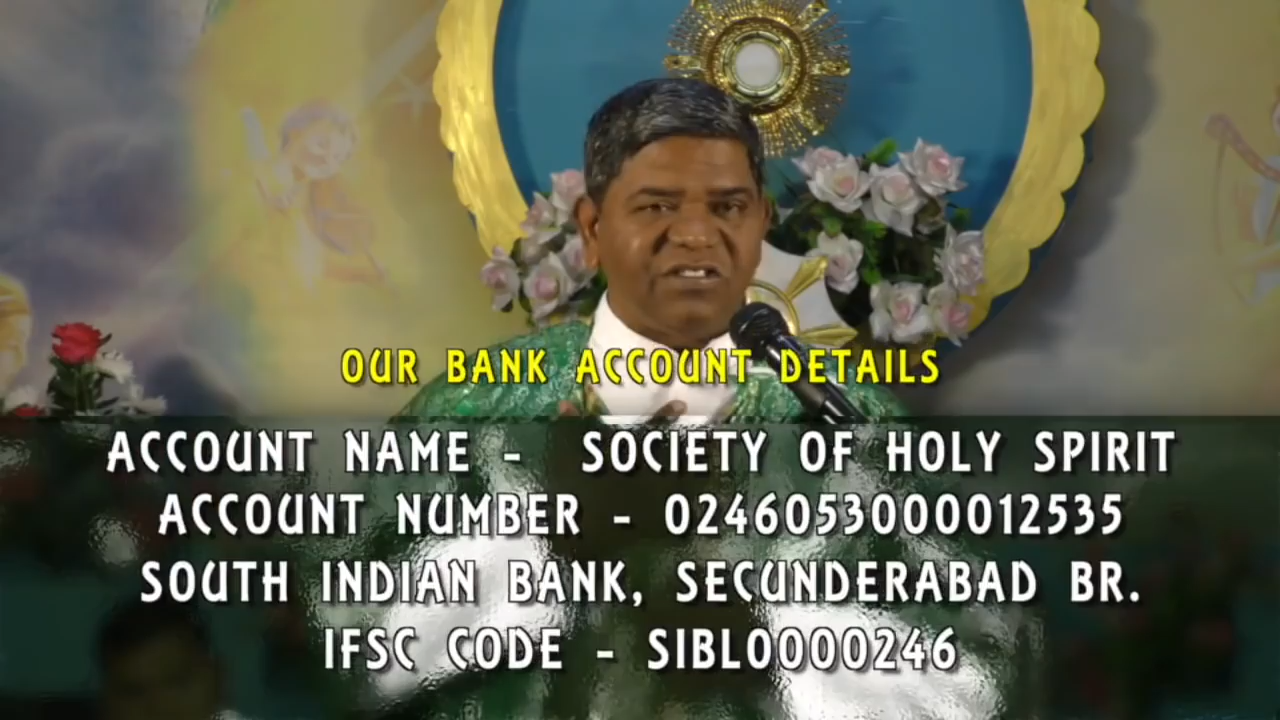 OUR BANK ACCOUNT DETAILS
ACCOUNT NAME - SOCIETY OF HOLY SPIRIT
ACCOUNT NUMBER - 0246053000012535
SOUTH INDIAN BANK, SECUNDERABAD BR.
IFSC CODE - SIBL0000246